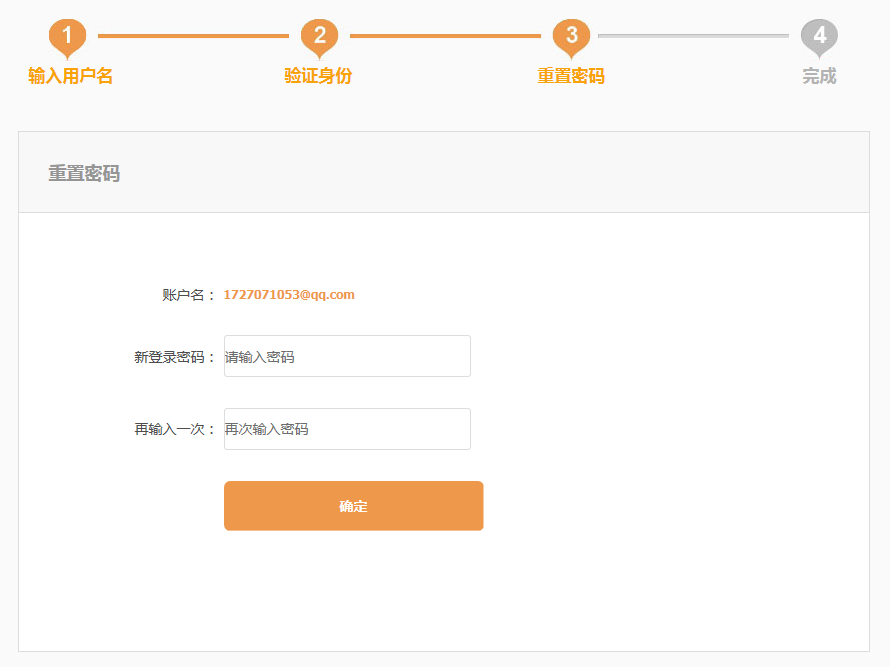 1 2 3 4
输入用户名 验证身份 重置密码 完成
重置密码
账户名： 1727071053@qq.com
新登录密码： 请输入密码
再输入一次： 再次输入密码
确定